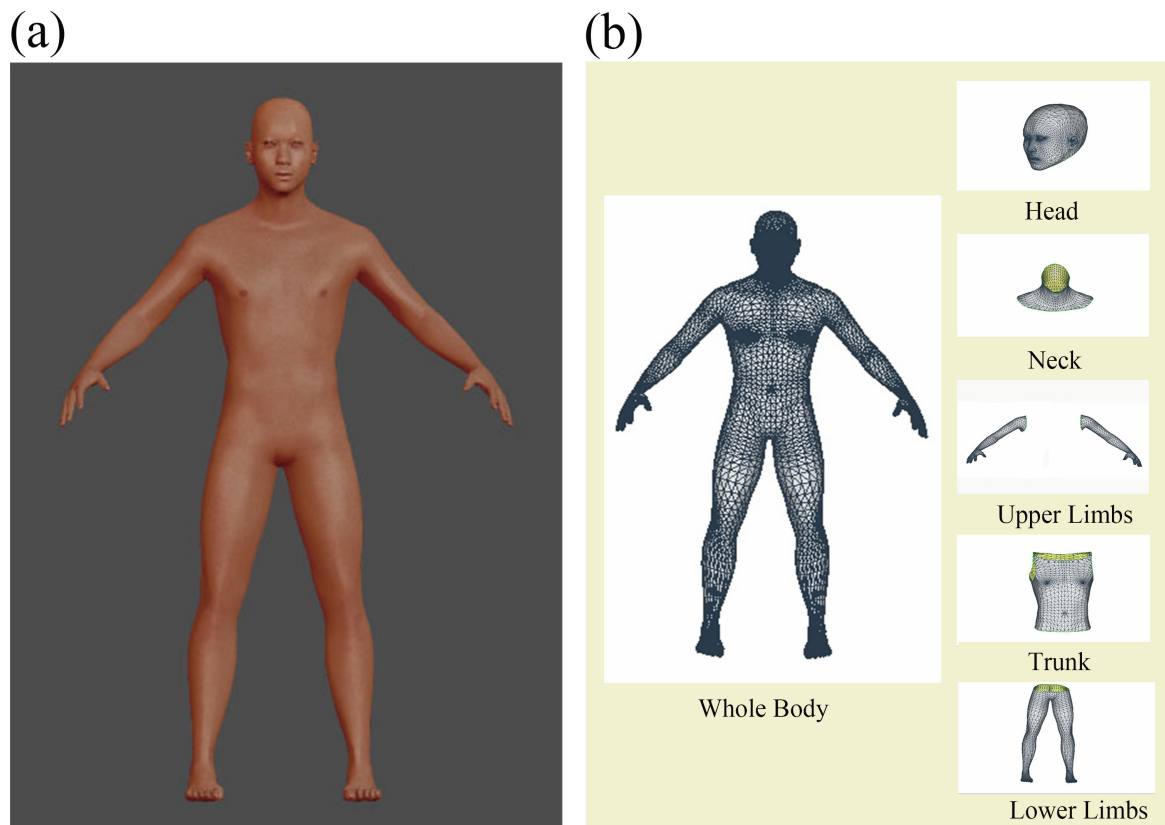 (a)
(b)
Head
Neck
Upper Limbs
Trunk
Whole Body
Lower Limbs